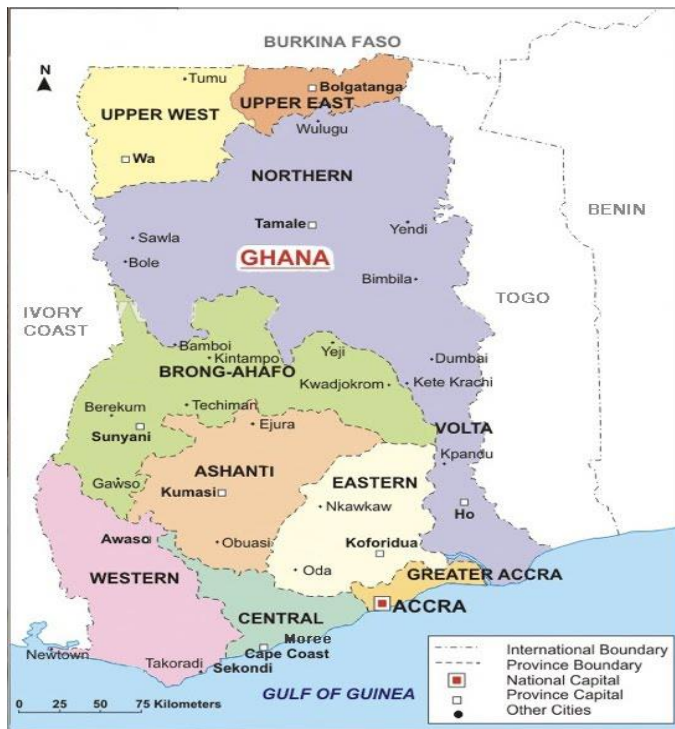 BURKINA FASO
N
Tumu
Bolgatanga
UPPER WEST
UPPER EAST
Wulugu
Wa
NORTHERN
BENIN
Tamale
Yendi
Sawla
GHANA
Bole
Bimbila
TOGO
IVORY
COAST
Bamboi
Yeji
Kintampo
Dumbai
BRONG-AHAFO
Kwadjokrom
Kete Krachi
Berekum
Techiman
Sunyani
Ejura
VOLTA
Kpandu
ASHANTI
EASTERN
Gawso
Kumasi
Nkawkaw
Ho
Awaso
Obuasi
Koforidua
WESTERN
Oda
GREATER ACCRA
ACCRA
CENTRAL
Moree
Cape Coast
Newtown
Takoradi
Sekondi
GULF OF GUINEA
0 25 50 75 Kilometers
International Boundary
Province Boundary
National Capital
Province Capital
Other Cities